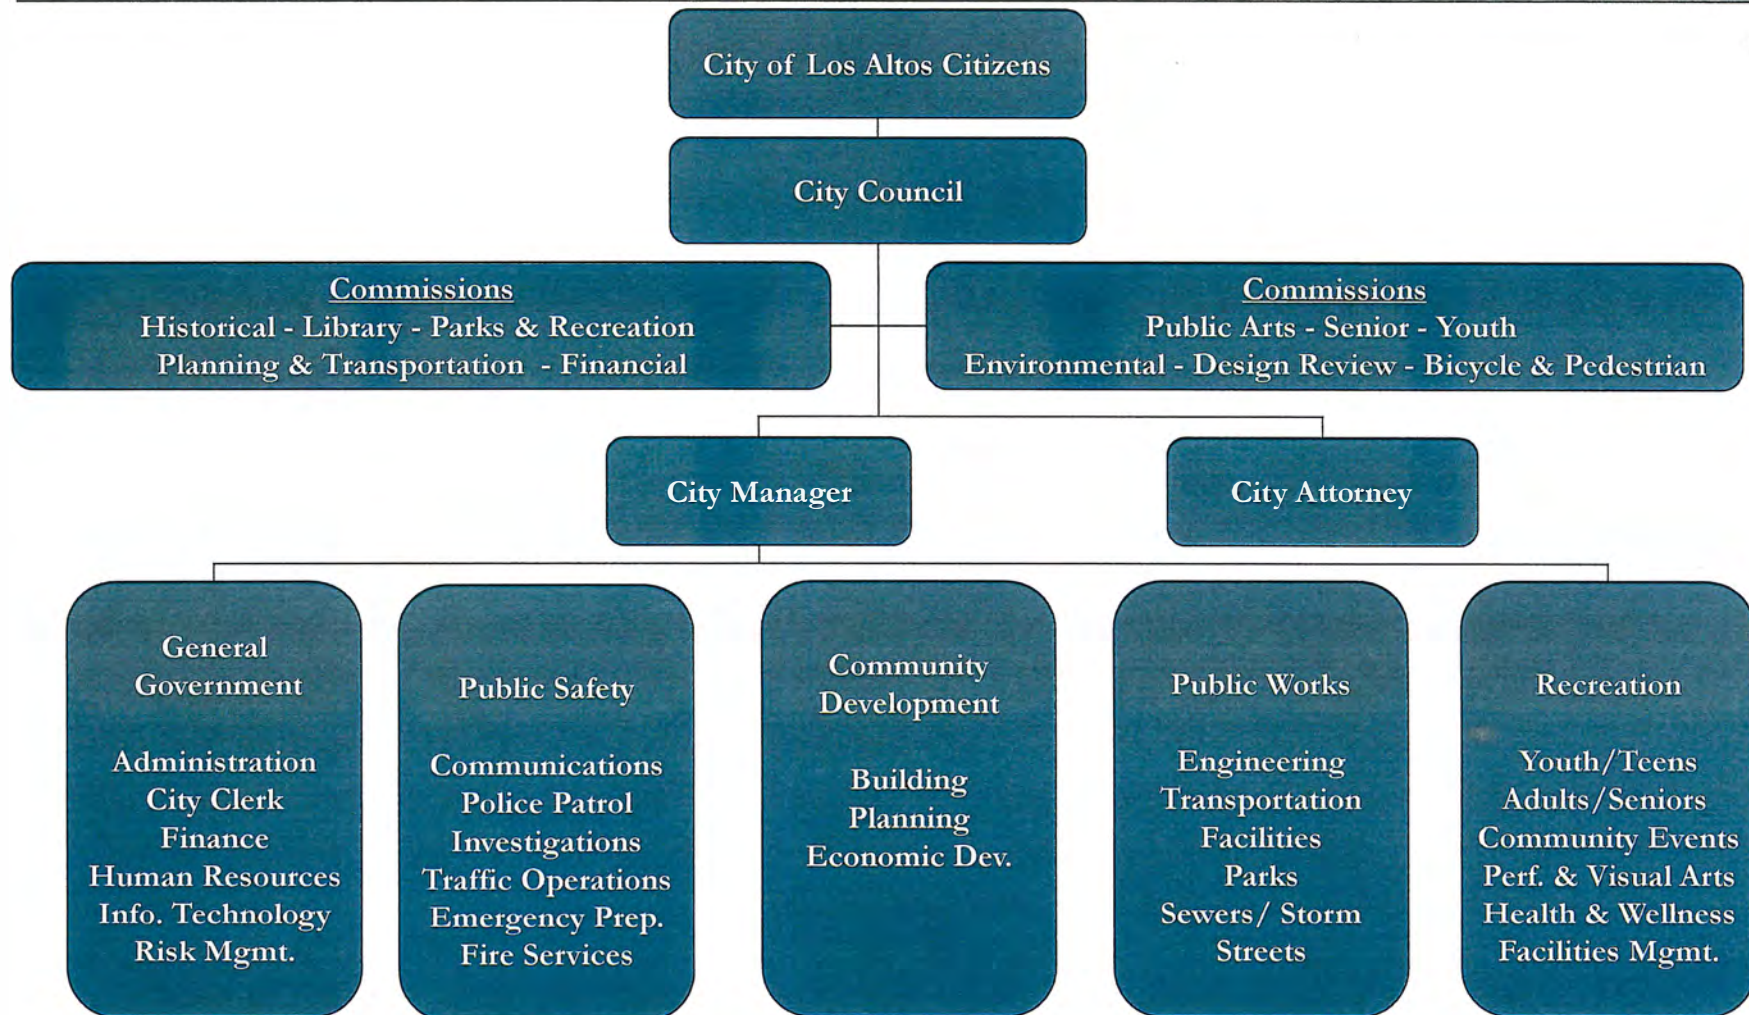 City of Los Altos Citizens
City Council
Commissions
Historical - Library - Parks & Recreation
Planning & Transportation - Financial
Commissions
Public Arts - Senior - Youth
Environmental - Design Review - Bicycle & Pedestrian
City Manager
City Attorney
General
Government
Administration
City Clerk
Finance
Human Resources
Info. Technology
Risk Mgmt.
Public Safety
Communications
Police Patrol
Investigations
Traffic Operations
Emergency Prep.
Fire Services
Community
Development
Building
Planning
Economic Dev.
Public Works
Engineering
Transportation
Facilities
Parks
Sewers/ Storm
Streets
Recreation
Youth/Teens
Adults/Seniors
Community Events
Perf. & Visual Arts
Health & Wellness
Facilities Mgmt.